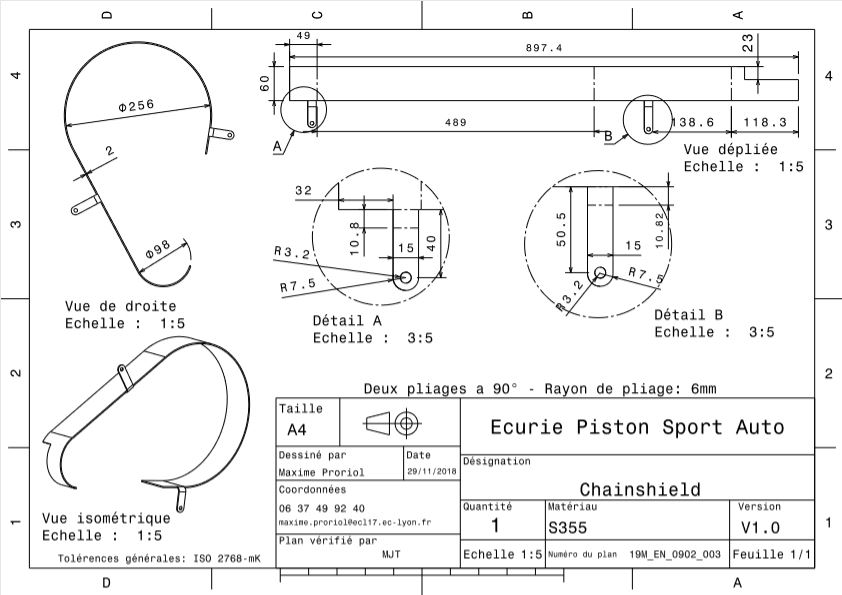 D
C
B
A
4
4
3
3
2
2
1
1
D
A
49
897.4
23
60
489
138.6
118.3
A
B
Vue dépliée
Echelle : 1:5
Φ256
2
Φ98
Vue de droite
Echelle : 1:5
32
10.8
15
40
R3.2
R7.5
Détail A
Echelle : 3:5
50.5
10.82
15
R7.5
R3.2
Détail B
Echelle : 3:5
Vue isométrique
Echelle : 1:5
Tolérences générales: ISO 2768-mK
Deux pliages a 90° - Rayon de pliage: 6mm
Taille
A4
Ecurie Piston Sport Auto
Dessiné par
Maxime Proriol
Date
29/11/2018
Désignation
Chainshield
Coordonnées
06 37 49 92 40
maxime.proriol@ecl17.ec-lyon.fr
Quantité
1
Matériau
S355
Version
V1.0
Plan vérifié par
MJT
Echelle 1:5
Numéro du plan 19M_EN_0902_003
Feuille 1/1